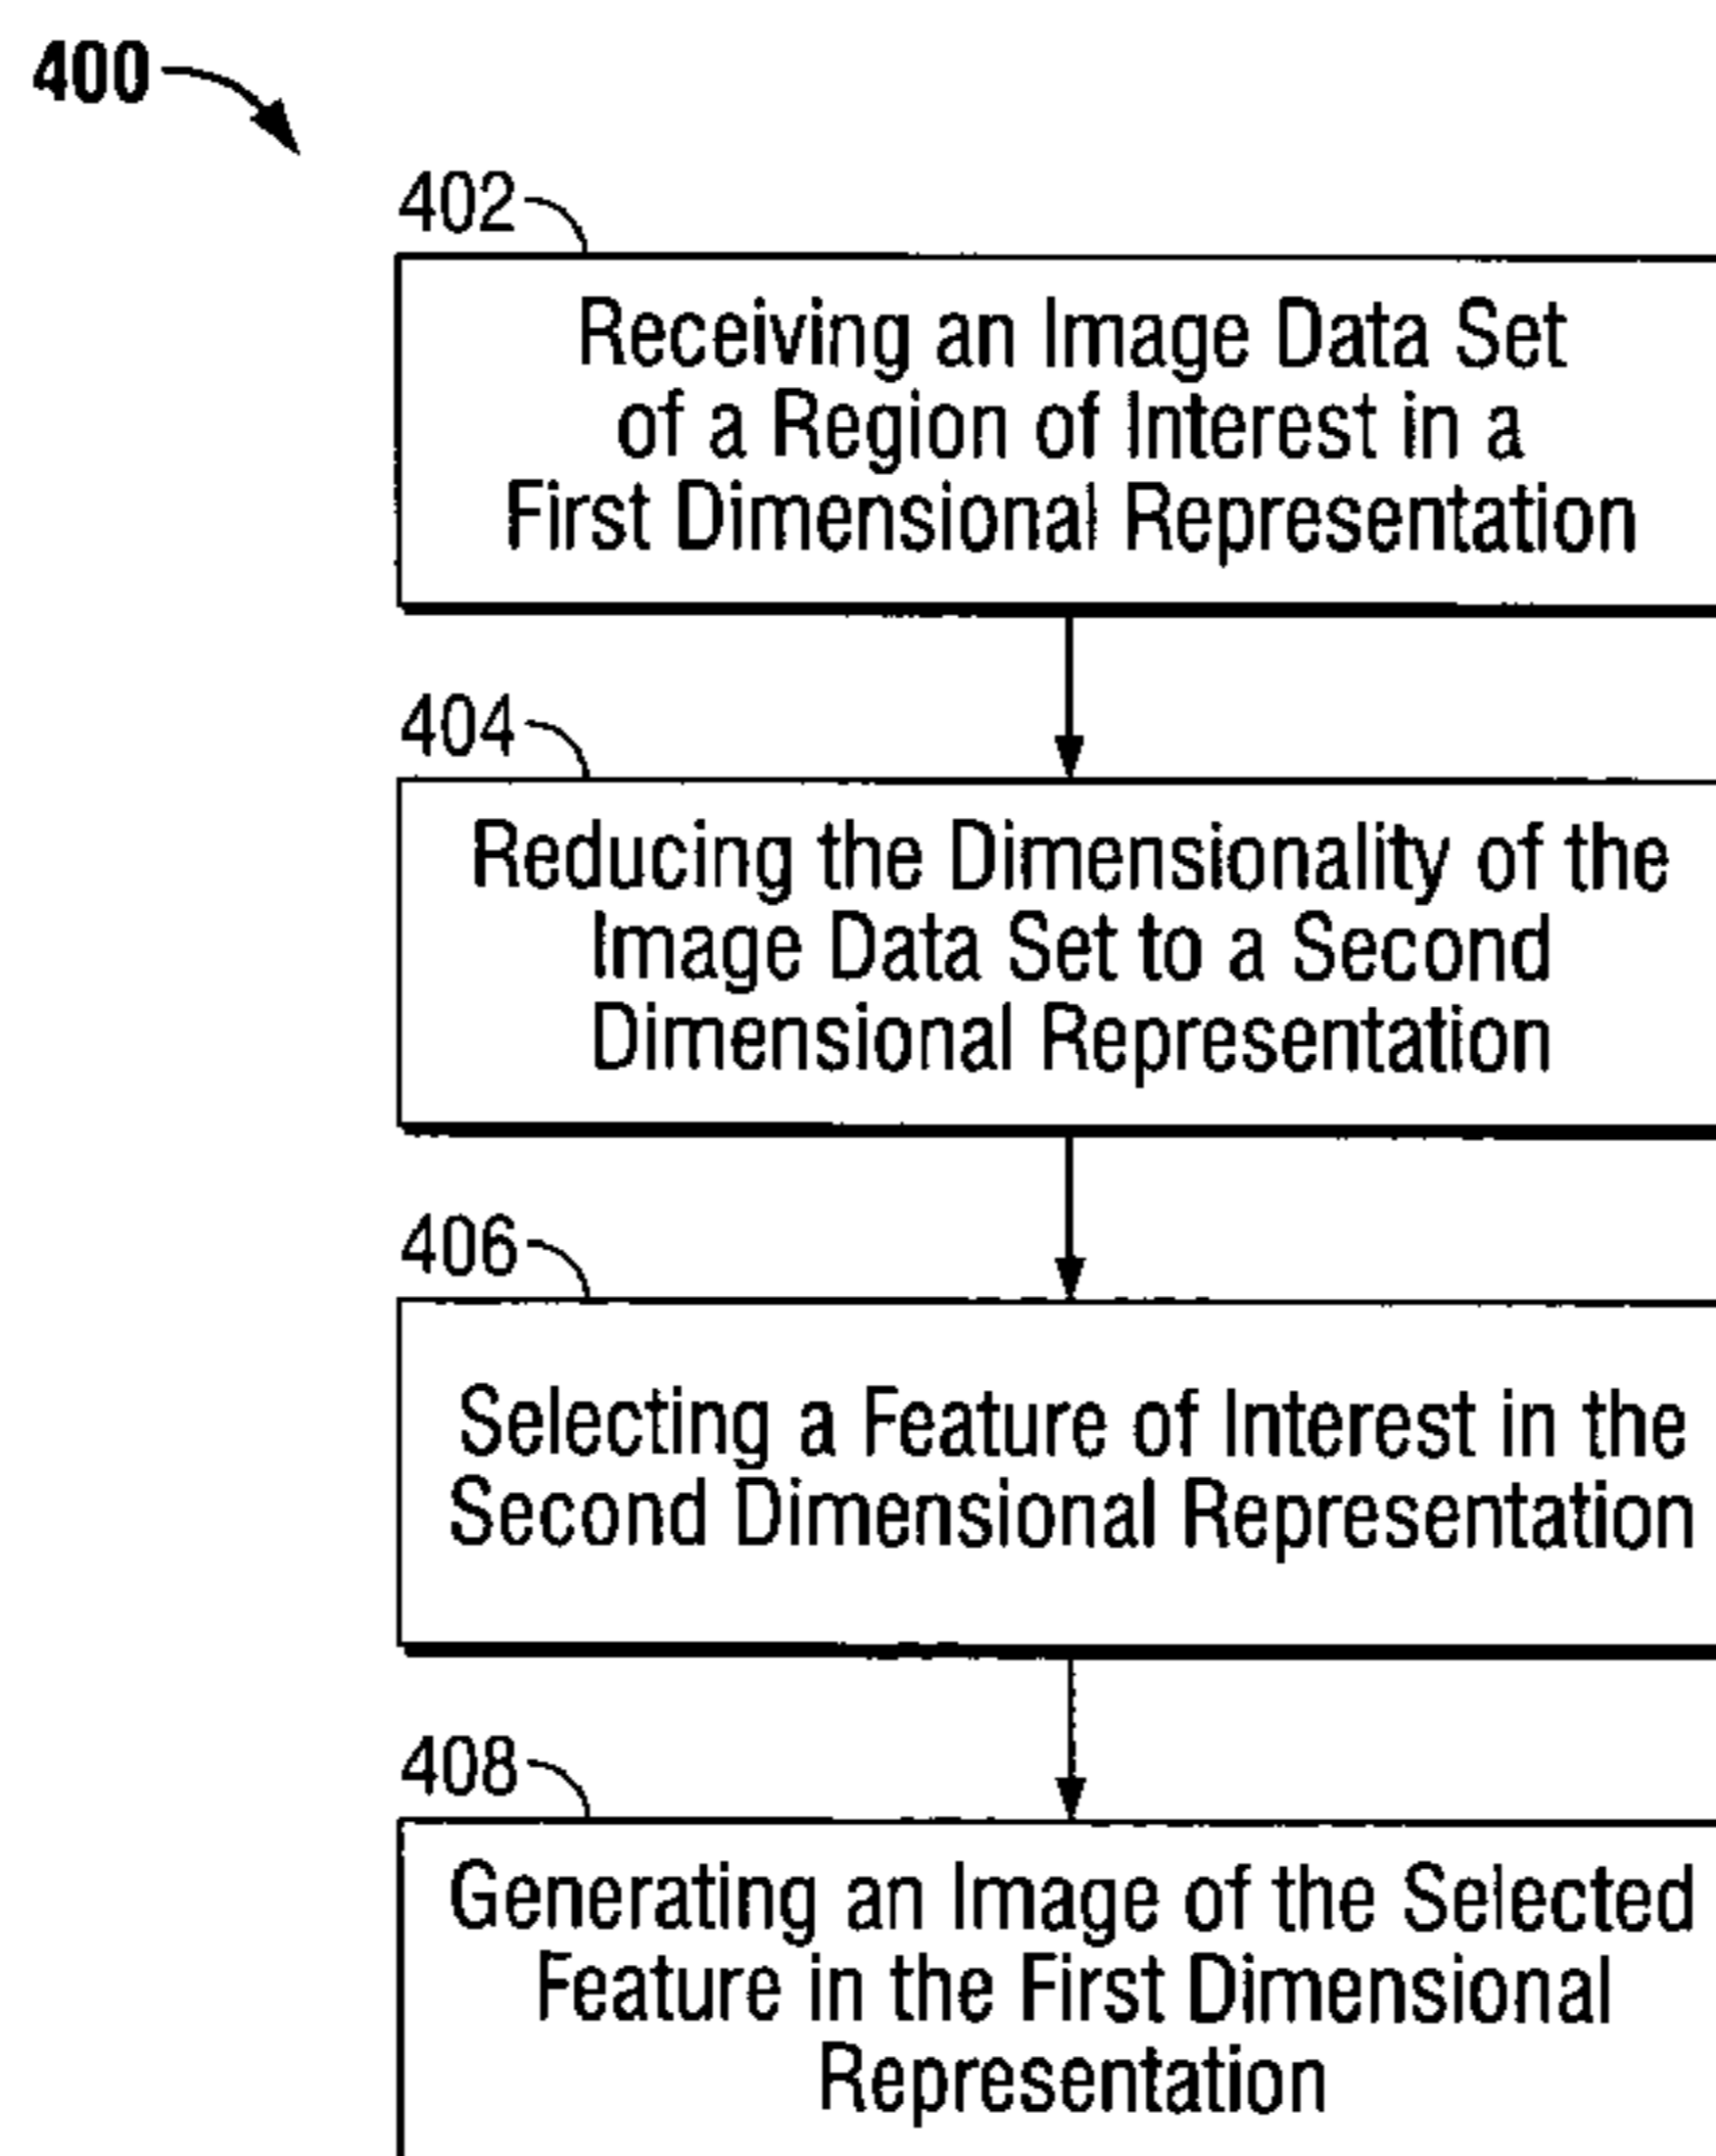 400
402
Receiving an Image Data Set
of a Region of Interest in a
First Dimensional Representation
404
Reducing the Dimensionality of the
Image Data Set to a Second
Dimensional Representation
406
Selecting a Feature of Interest in the
Second Dimensional Representation
408
Generating an Image of the Selected
Feature in the First Dimensional
Representation